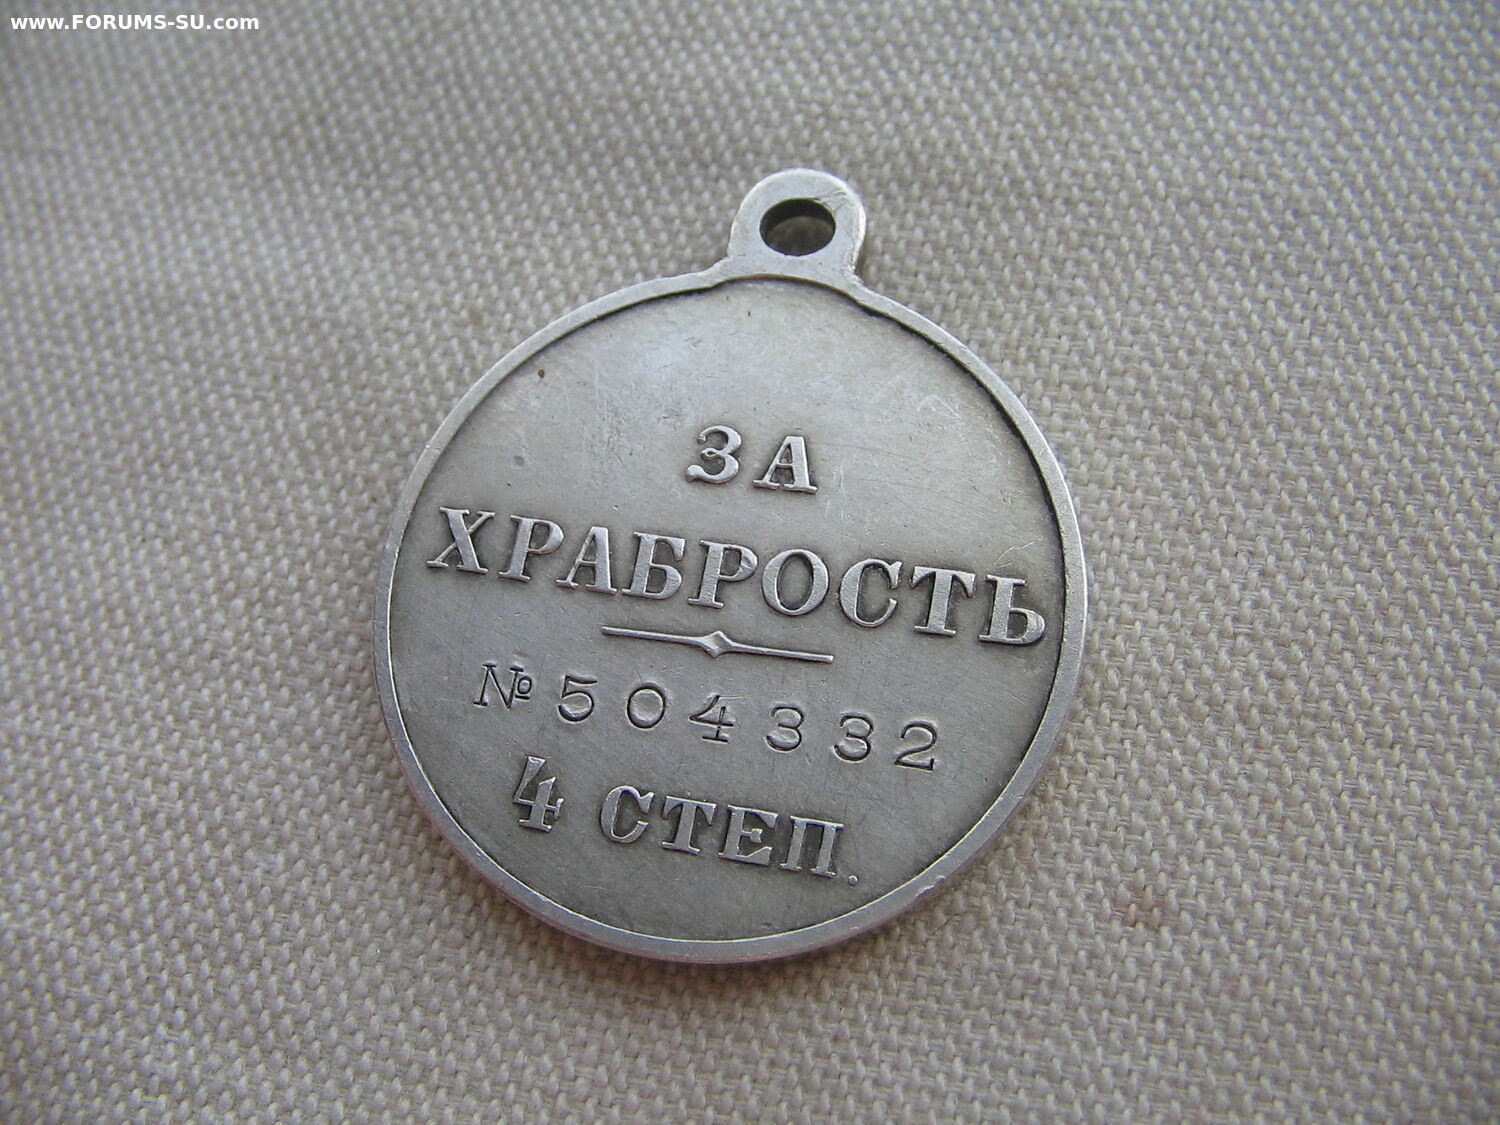 www.FORUMS-SU.com
ЗА
ХРАБРОСТЬ
№ 504332
4 СТЕП.